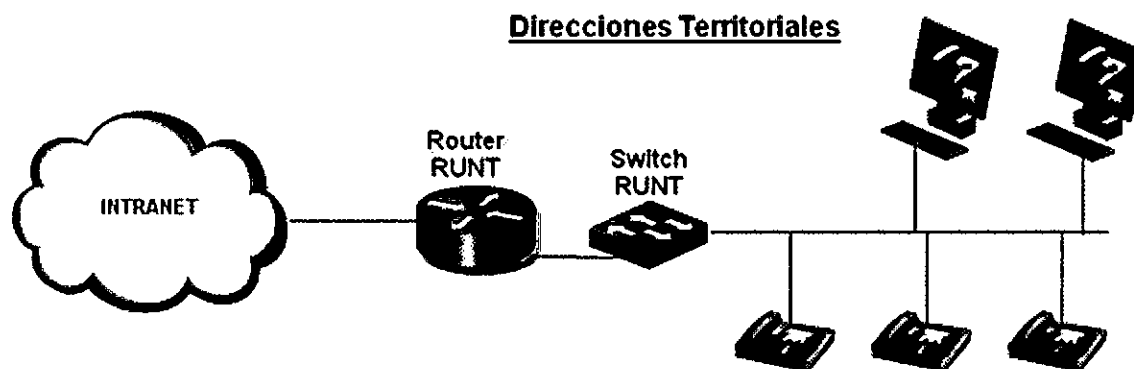 Direcciones Territoriales
Router
RUNT
Switch
RUNT
INTRANET